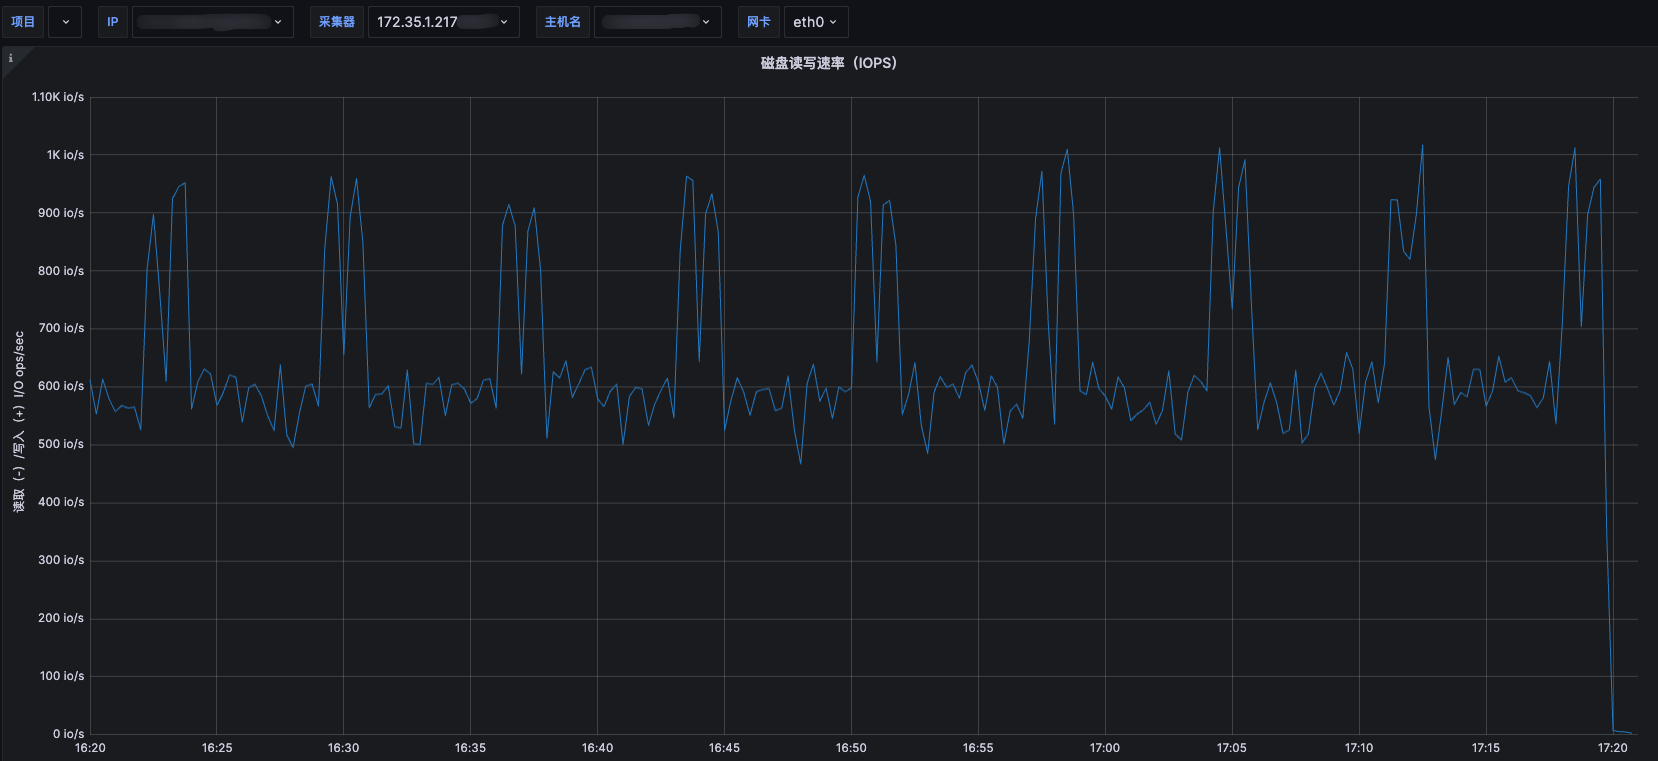 项目 IP 采集器 172.35.1.217 主机名 网卡 eth0
i
磁盘读写速率（IOPS）
读取（-）/写入（+） I/O ops/sec
1.10K io/s
1K io/s
900 io/s
800 io/s
700 io/s
600 io/s
500 io/s
400 io/s
300 io/s
200 io/s
100 io/s
0 io/s
16:20 16:25 16:30 16:35 16:40 16:45 16:50 16:55 17:00 17:05 17:10 17:15 17:20